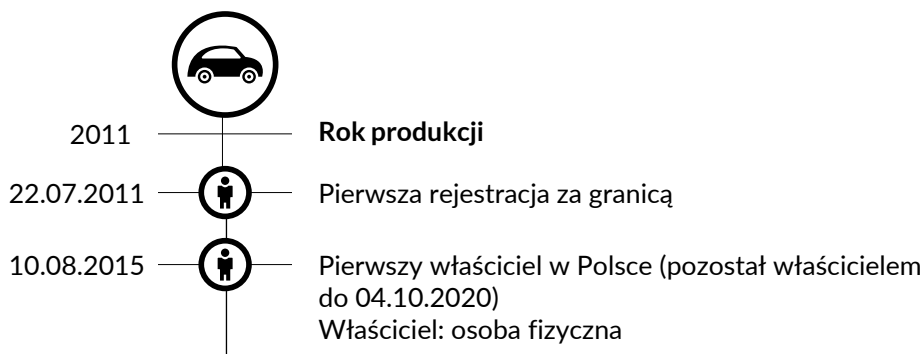 2011 Rok produkcji
22.07.2011 Pierwsza rejestracja za granicą
10.08.2015 Pierwszy właściciel w Polsce (pozostał właścicielem
do 04.10.2020)
Właściciel: osoba fizyczna